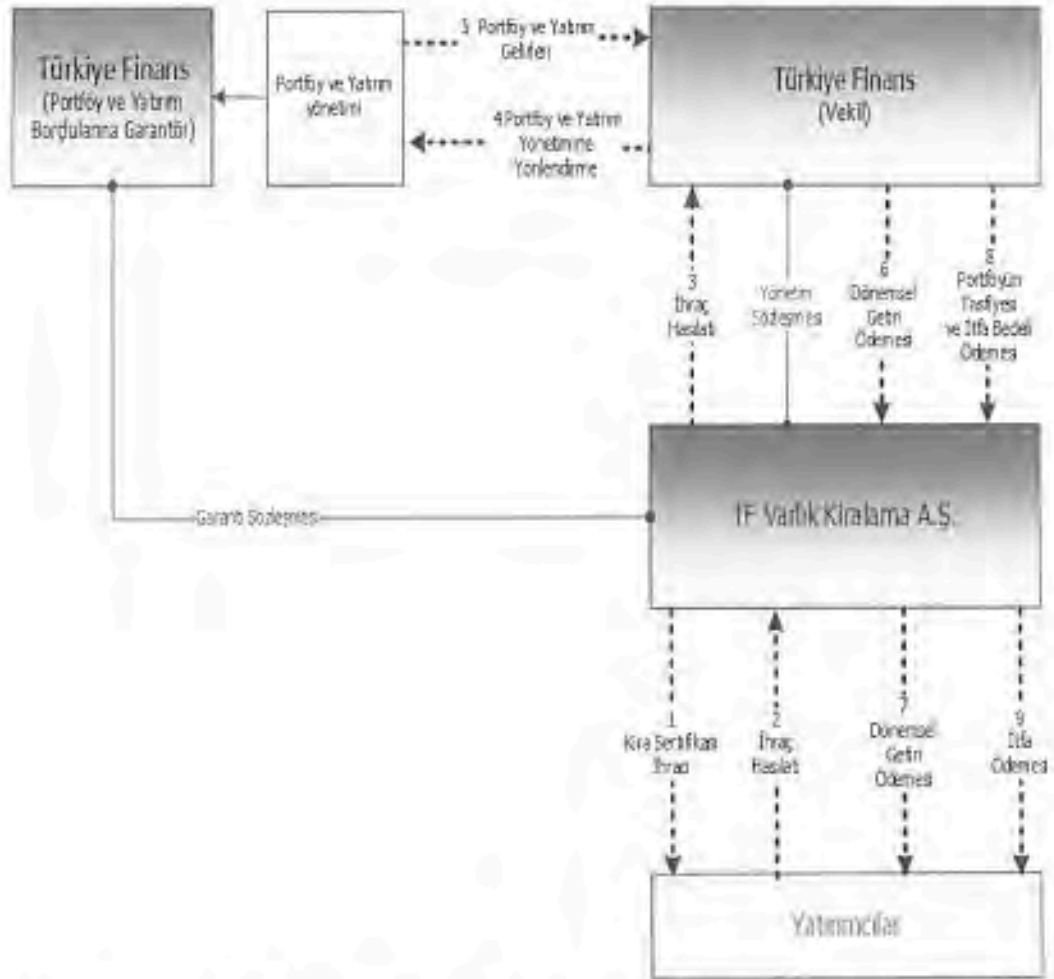 5 Portföy ve Yatırım
Gelirleri
Türkiye Finans
(Portföy ve Yatırım
Borçlularına Garantör)
Portföy ve Yatırım
yönetimi
Türkiye Finans
(Vekil)
4 Portföy ve Yatırım
Yönetimine
Yönlendirme
3
İhraç
Hasılatı
Yönetim
Sözleşmesi
6
Dönemsel
Getiri
Ödemesi
8
Portföyün
Tasfiyesi
ve İtfa Bedeli
Ödemesi
TF Varlık Kiralama A.Ş.
Garanti Sözleşmesi
1
Kira Sertifikası
İhracı
2
İhraç
Hasılatı
7
Dönemsel
Getiri
Ödemesi
9
İtfa
Ödemesi
Yatırımcılar